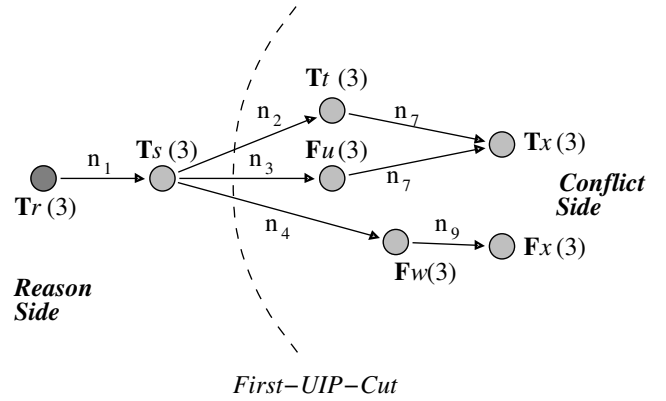 Tt (3)
n2
n7
Ts (3)
Fu (3)
Tx (3)
n1
n3
n7
Tr (3)
Conflict
Side
n4
n9
Fw(3)
Fx (3)
Reason
Side
First–UIP–Cut